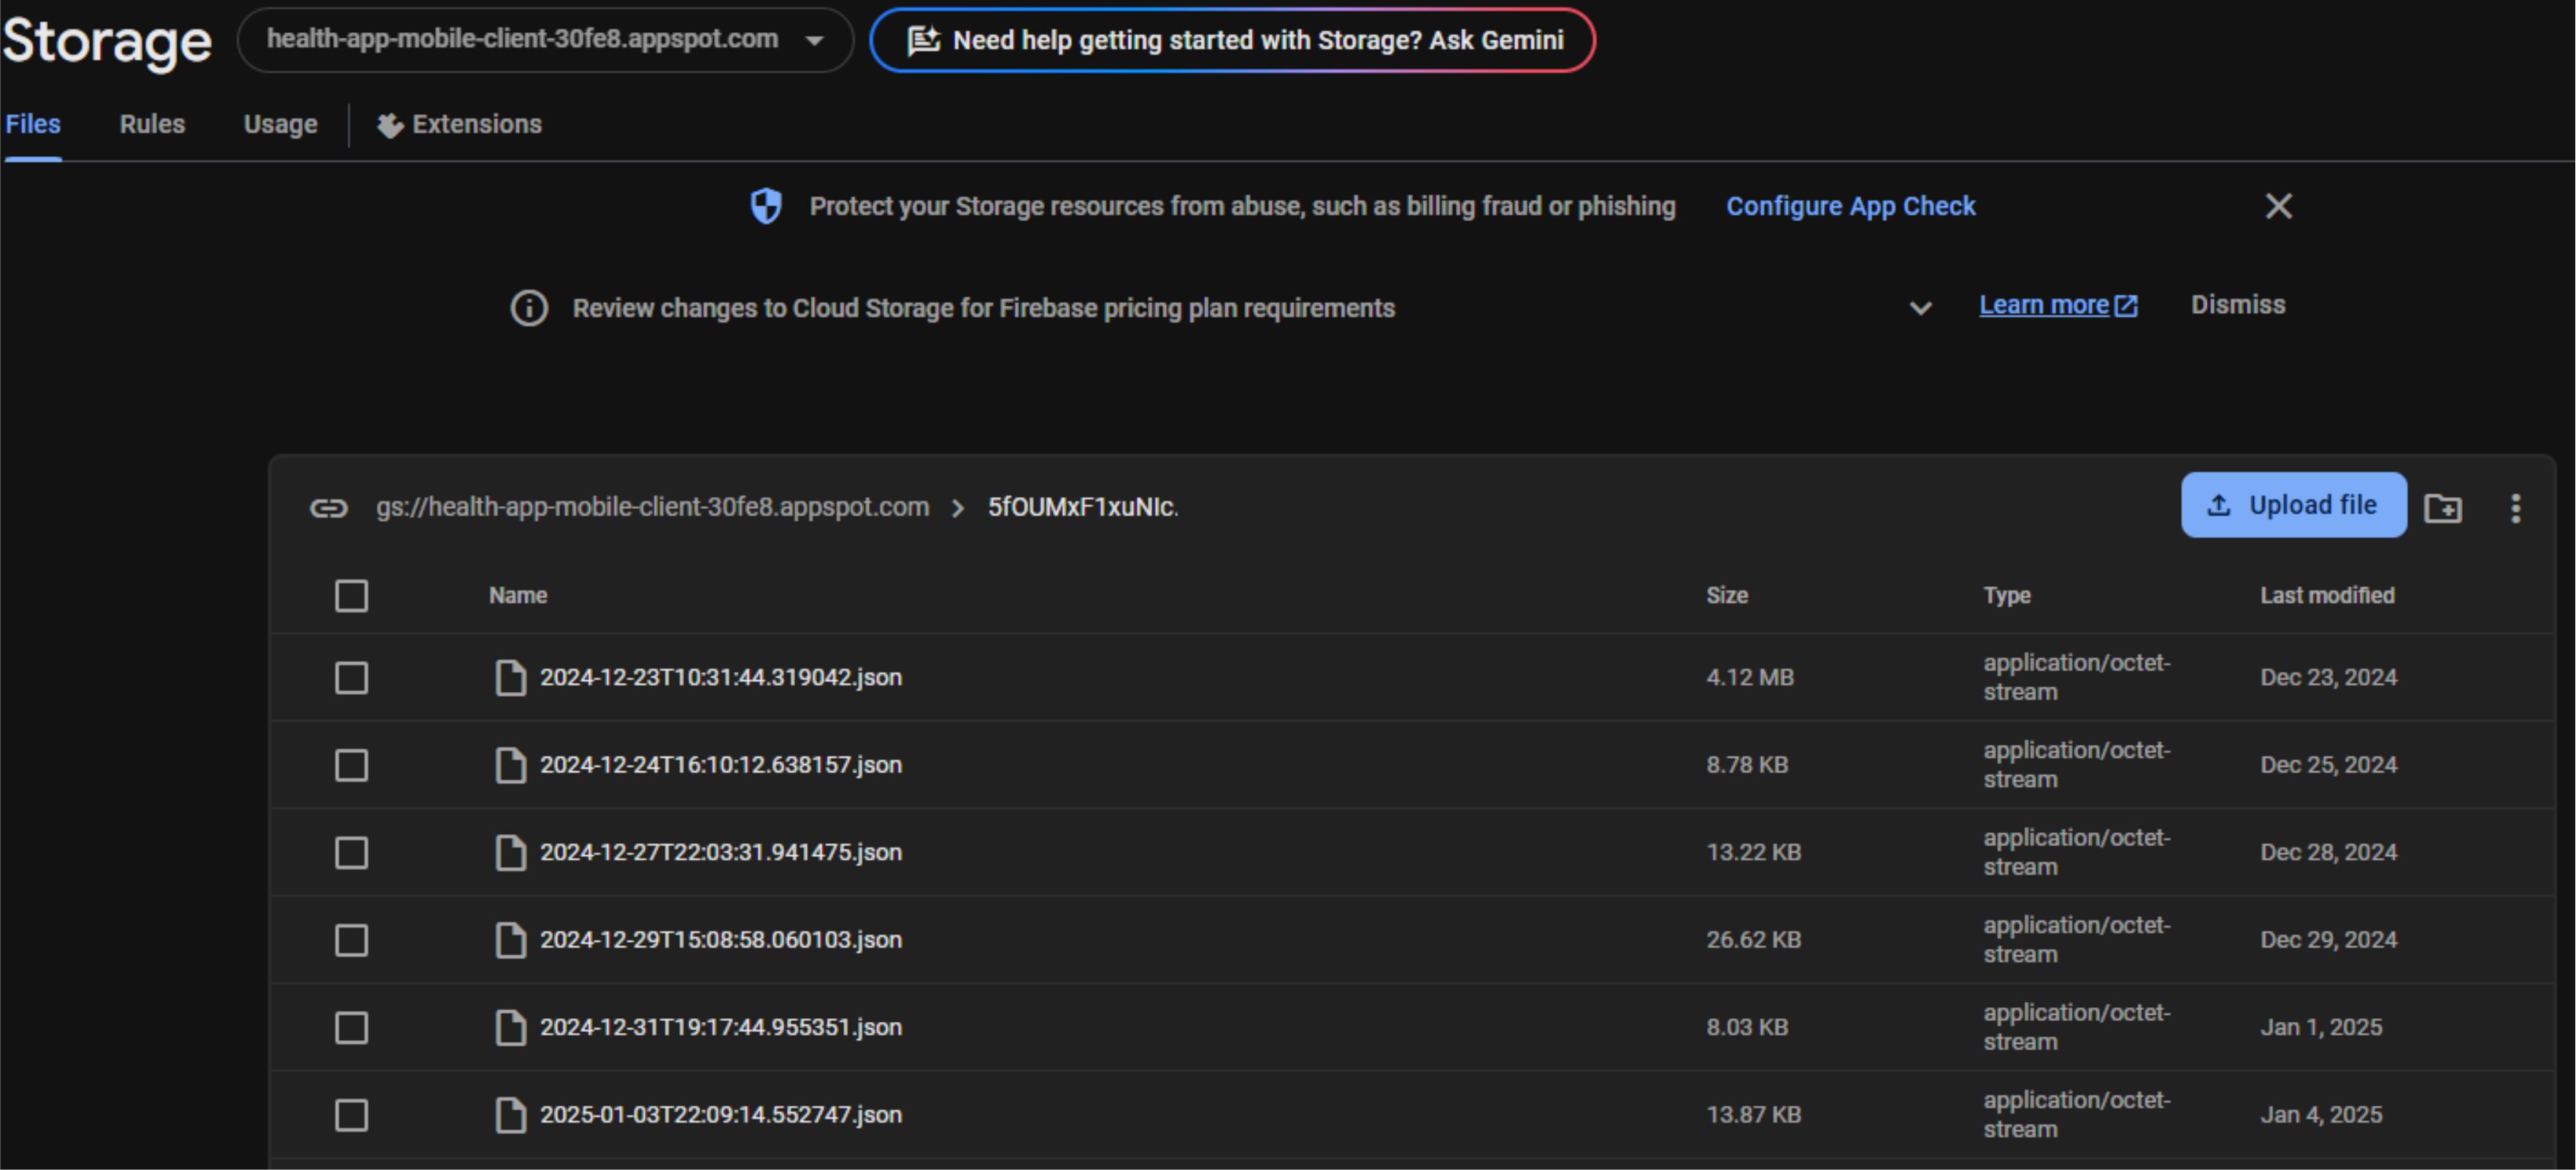 Storage health-app-mobile-client-30fe8.appspot.com Need help getting started with Storage? Ask Gemini
Files Rules Usage Extensions
Protect your Storage resources from abuse, such as billing fraud or phishing Configure App Check
Review changes to Cloud Storage for Firebase pricing plan requirements Learn more Dismiss
gs://health-app-mobile-client-30fe8.appspot.com > 5fOUMxF1xuNIc. Upload file
Name Size Type Last modified
2024-12-23T10:31:44.319042.json 4.12 MB application/octet-stream Dec 23, 2024
2024-12-24T16:10:12.638157.json 8.78 KB application/octet-stream Dec 25, 2024
2024-12-27T22:03:31.941475.json 13.22 KB application/octet-stream Dec 28, 2024
2024-12-29T15:08:58.060103.json 26.62 KB application/octet-stream Dec 29, 2024
2024-12-31T19:17:44.955351.json 8.03 KB application/octet-stream Jan 1, 2025
2025-01-03T22:09:14.552747.json 13.87 KB application/octet-stream Jan 4, 2025